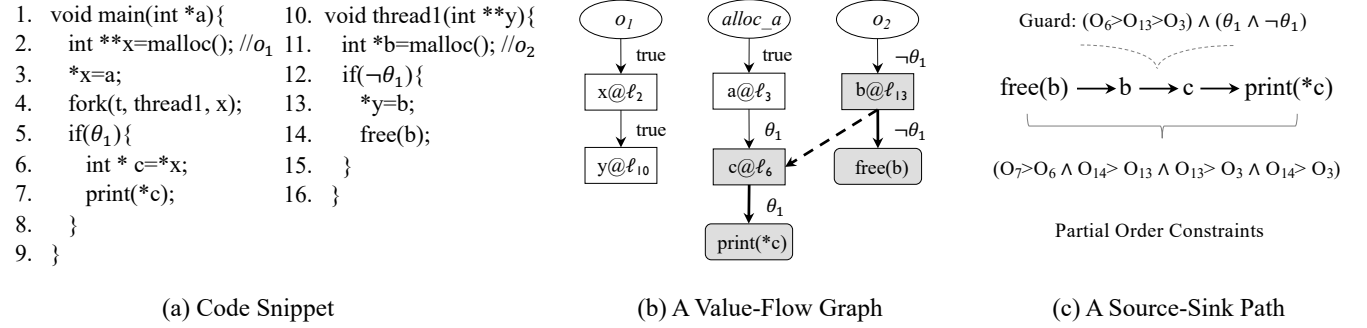 1. void main(int *a){
2. int **x=malloc(); //o₁
3. *x=a;
4. fork(t, thread1, x);
5. if(θ₁){
6. int * c=*x;
7. print(*c);
8. }
9. }
10. void thread1(int **y){
11. int *b=malloc(); //o₂
12. if(¬θ₁){
13. *y=b;
14. free(b);
15. }
16. }
(a) Code Snippet
o₁
alloc_a
o₂
true
true
¬θ₁
x@ℓ₂
a@ℓ₃
b@ℓ₁₃
true
θ₁
¬θ₁
y@ℓ₁₀
c@ℓ₆
free(b)
θ₁
print(*c)
(b) A Value-Flow Graph
Guard: (O₆>O₁₃>O₃) ∧ (θ₁ ∧ ¬θ₁)
free(b) → b → c → print(*c)
(O₇>O₆ ∧ O₁₄> O₁₃ ∧ O₁₃> O₃ ∧ O₁₄> O₃)
Partial Order Constraints
(c) A Source-Sink Path